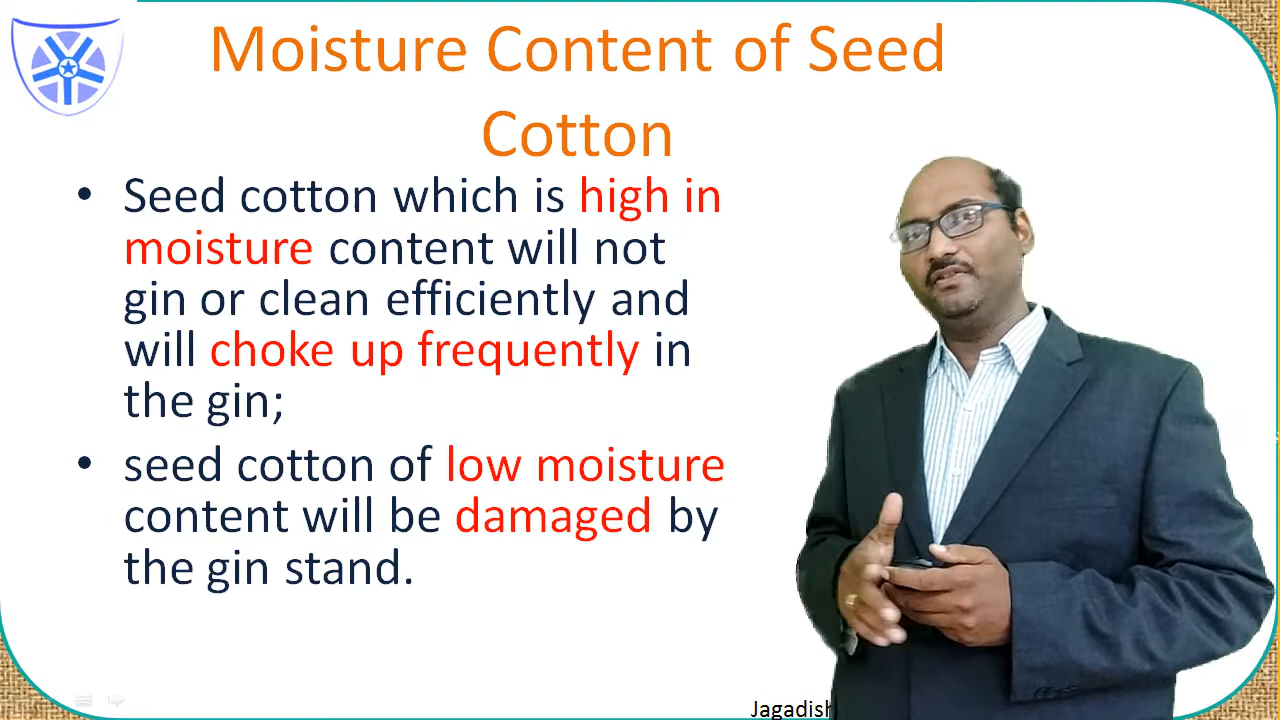 Moisture Content of Seed
Cotton
• Seed cotton which is high in
moisture content will not
gin or clean efficiently and
will choke up frequently in
the gin;
• seed cotton of low moisture
content will be damaged by
the gin stand.
Jagadish